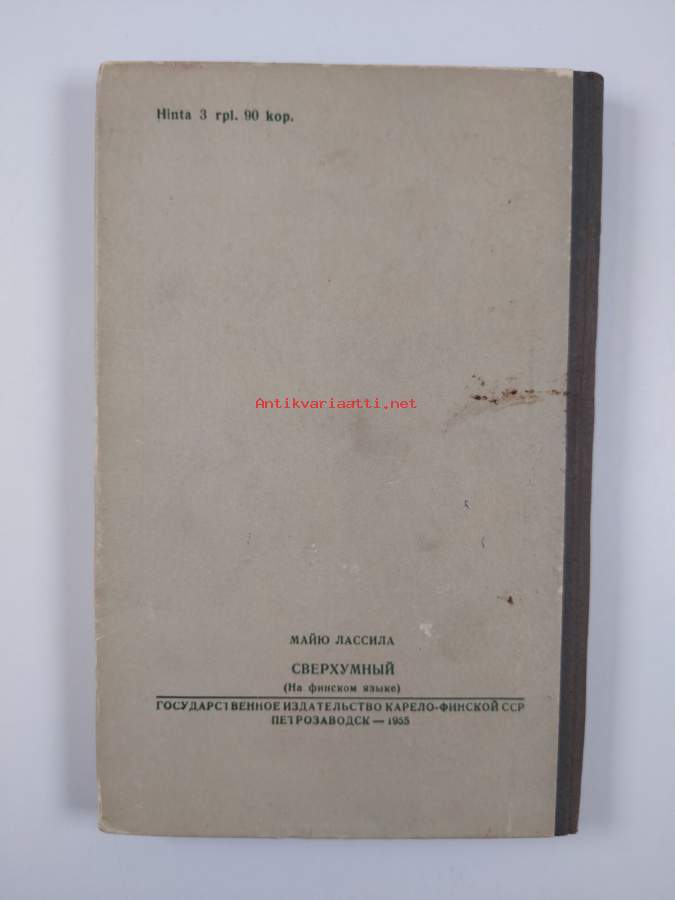 Hinta 3 rpl. 90 kop.
Antikvariaatti.net
МАЙЮ ЛАССИЛА
СВЕРХУМНЫЙ
(На финском языке)
ГОСУДАРСТВЕННОЕ ИЗДАТЕЛЬСТВО КАРЕЛО-ФИНСКОЙ ССР
ПЕТРОЗАВОДСК — 1955